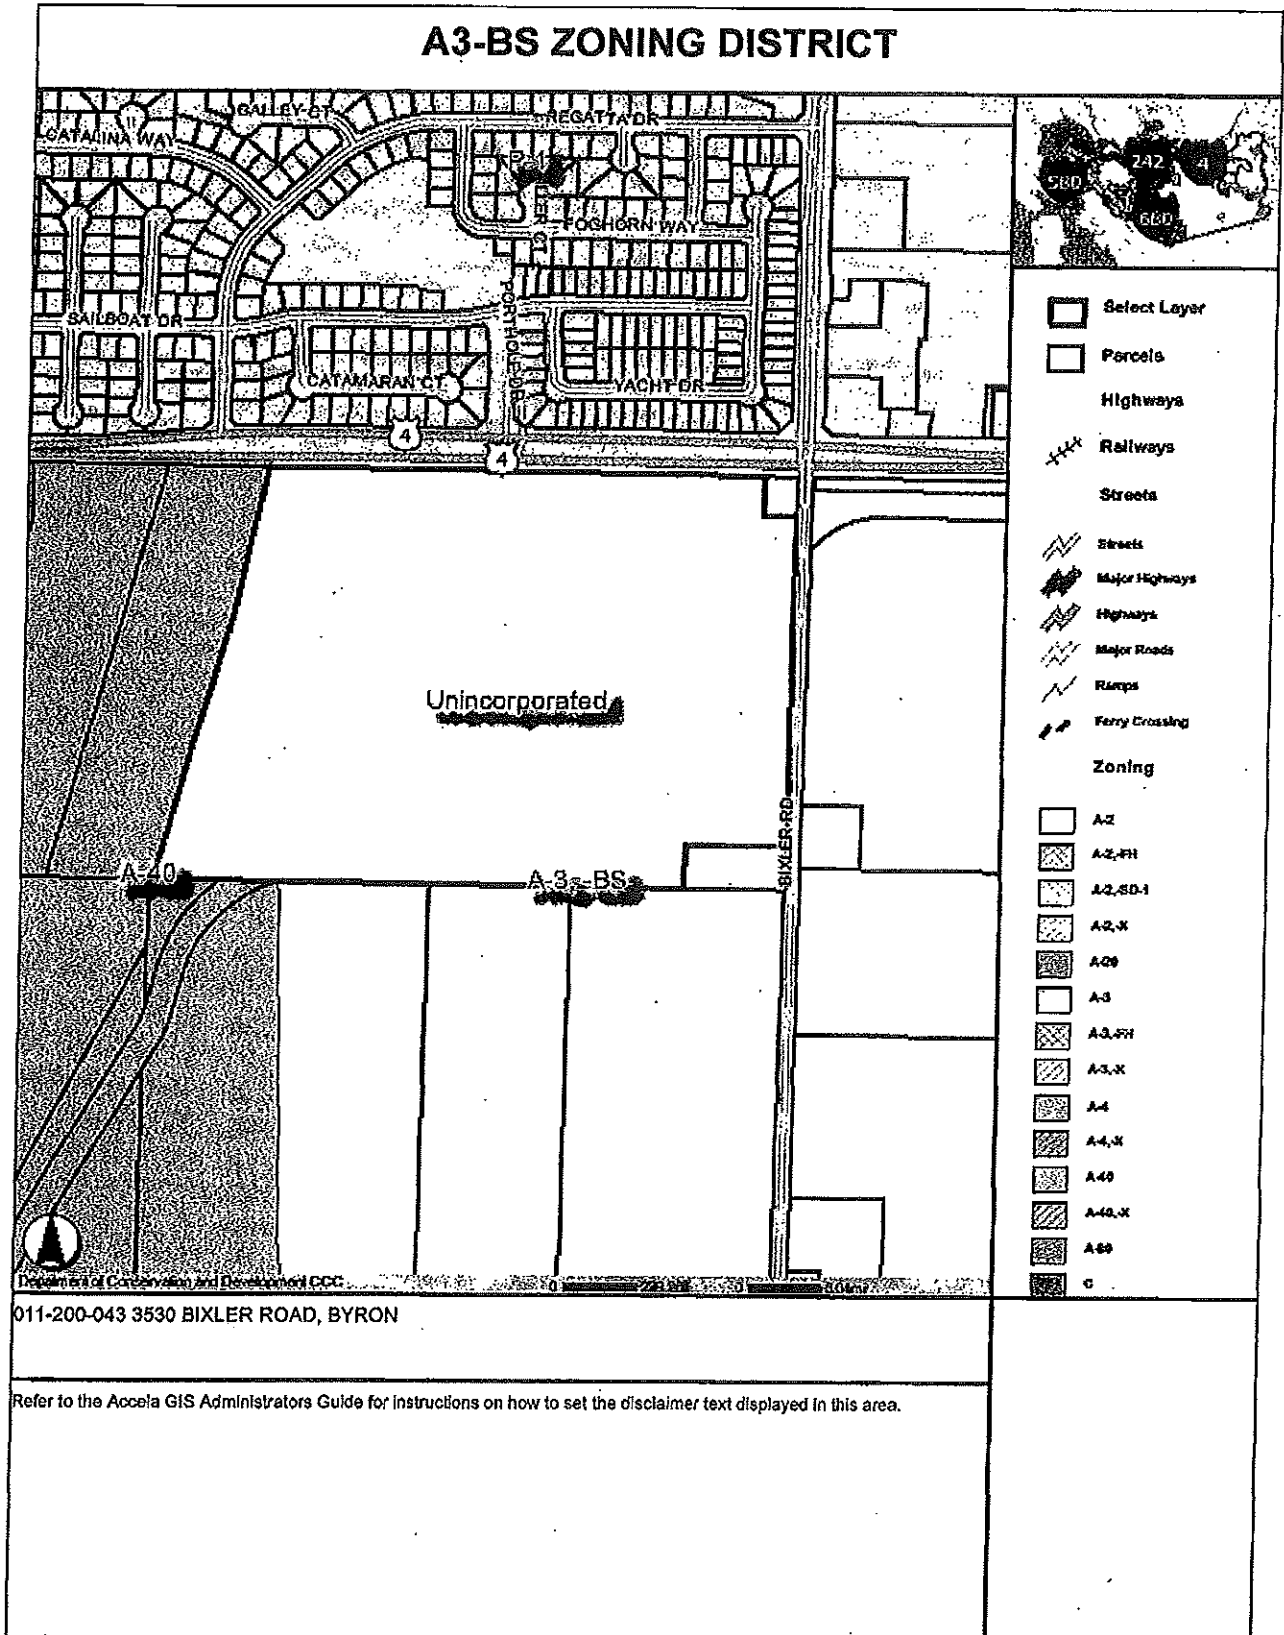 A3-BS ZONING DISTRICT
GALLEY CT
REGATTA DR
CATALINA WAY
P-1
FOGHORN WAY
SAILBOAT DR
PORTHOLE DR
CATAMARAN CT
YACHT DR
4
4
Unincorporated
BIXLER RD
A-40
A-3 -BS
Department of Conservation and Development CCC
0
0
242
4
580
680
Select Layer
Parcels
Highways
Railways
Streets
Streets
Major Highways
Highways
Major Roads
Ramps
Ferry Crossing
Zoning
A-2
A-2,-FH
A-2,-SD-1
A-2,-X
A-20
A-3
A-3,-FH
A-3,-X
A-4
A-4,-X
A-40
A-40,-X
A-80
C
011-200-043 3530 BIXLER ROAD, BYRON
Refer to the Accela GIS Administrators Guide for instructions on how to set the disclaimer text displayed in this area.